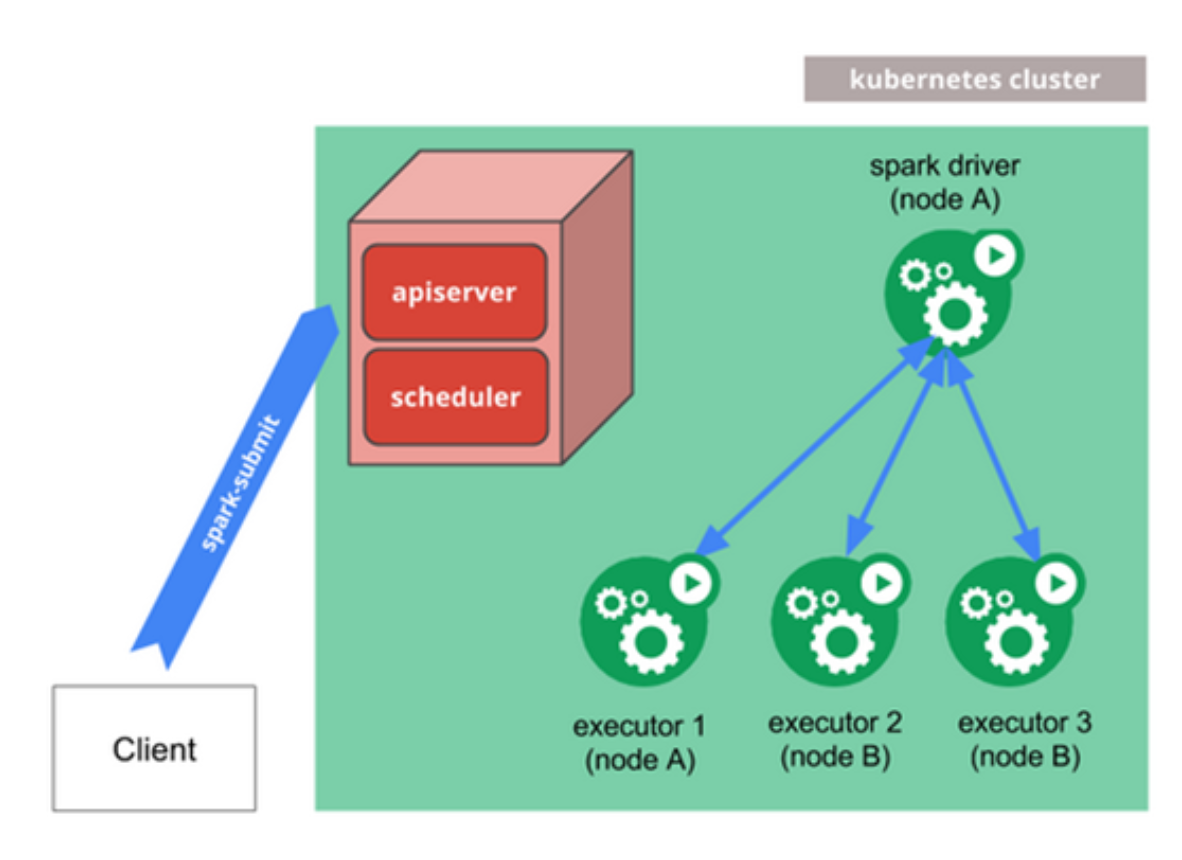 kubernetes cluster
spark driver
(node A)
apiserver
scheduler
spark-submit
Client
executor 1
(node A)
executor 2
(node B)
executor 3
(node B)